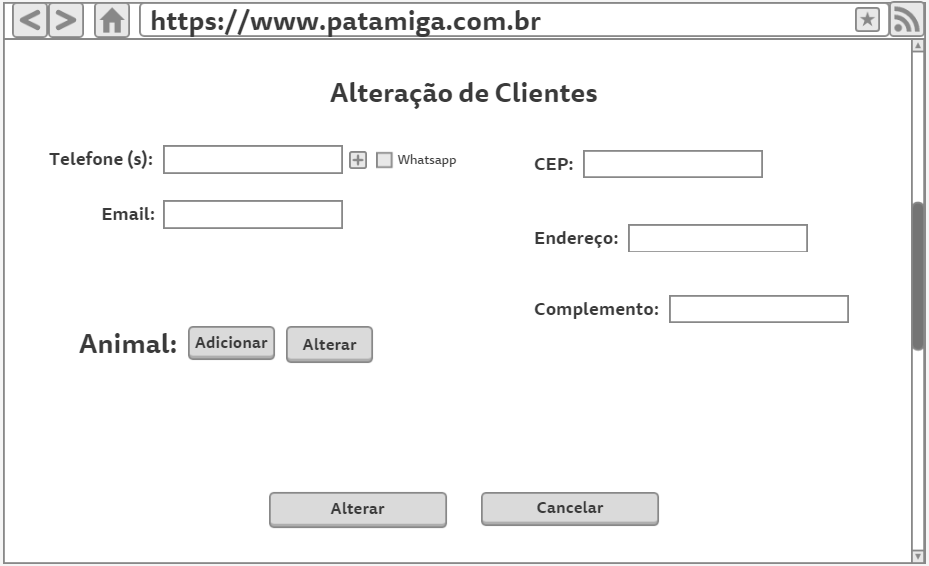 https://www.patamiga.com.br
Alteração de Clientes
Telefone (s):
Whatsapp
Email:
CEP:
Endereço:
Complemento:
Animal:
Adicionar
Alterar
Alterar
Cancelar